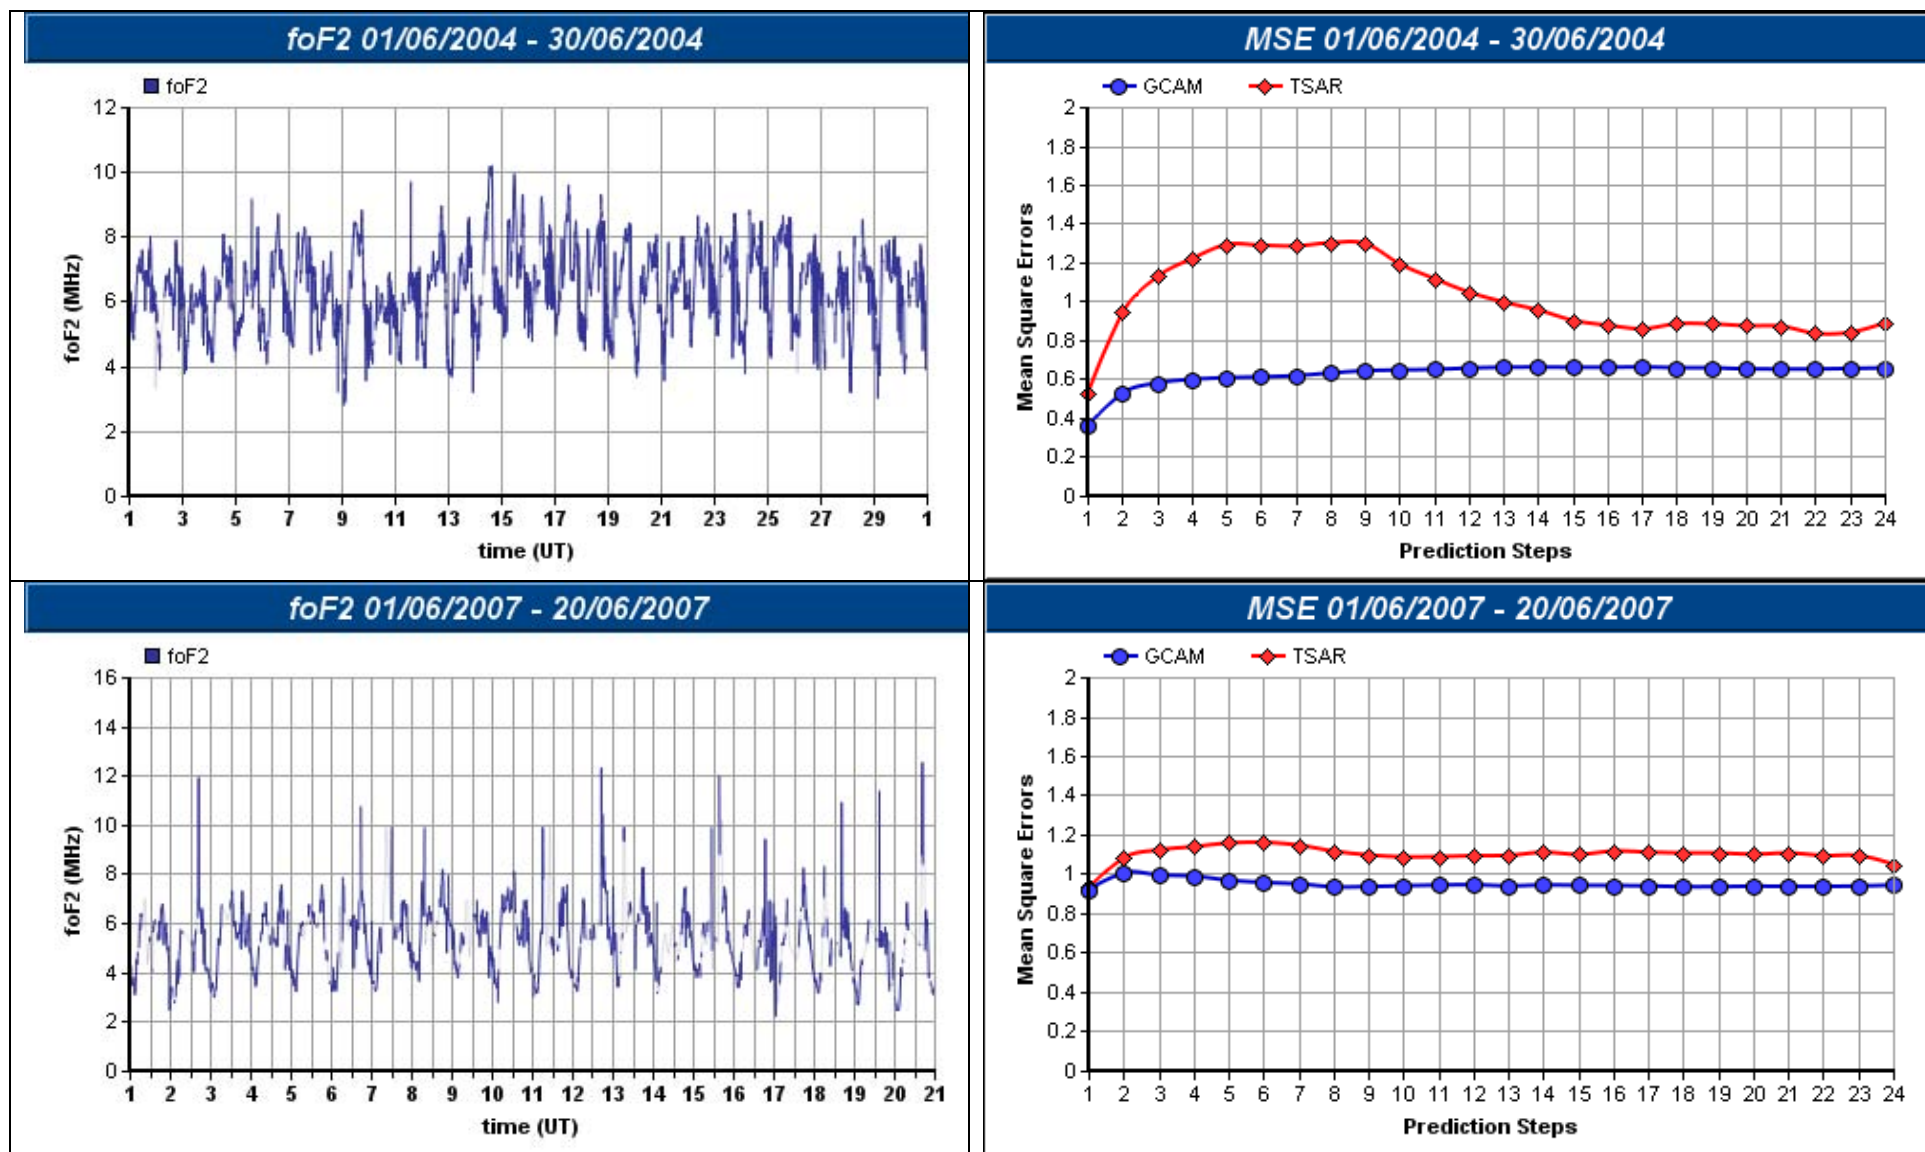 foF2 01/06/2004 - 30/06/2004
foF2
12
10
8
6
4
2
0
foF2 (MHz)
1 3 5 7 9 11 13 15 17 19 21 23 25 27 29 1
time (UT)
MSE 01/06/2004 - 30/06/2004
GCAM TSAR
2
1.8
1.6
1.4
1.2
1
0.8
0.6
0.4
0.2
0
Mean Square Errors
1 2 3 4 5 6 7 8 9 10 11 12 13 14 15 16 17 18 19 20 21 22 23 24
Prediction Steps
foF2 01/06/2007 - 20/06/2007
foF2
16
14
12
10
8
6
4
2
0
foF2 (MHz)
1 2 3 4 5 6 7 8 9 10 11 12 13 14 15 16 17 18 19 20 21
time (UT)
MSE 01/06/2007 - 20/06/2007
GCAM TSAR
2
1.8
1.6
1.4
1.2
1
0.8
0.6
0.4
0.2
0
Mean Square Errors
1 2 3 4 5 6 7 8 9 10 11 12 13 14 15 16 17 18 19 20 21 22 23 24
Prediction Steps